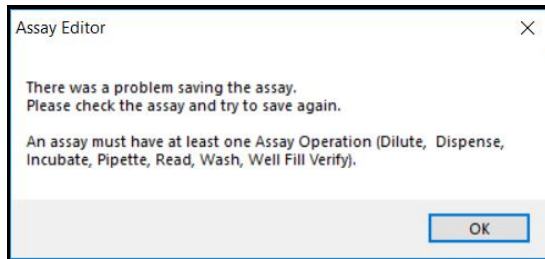 Assay Editor
There was a problem saving the assay.
Please check the assay and try to save again.
An assay must have at least one Assay Operation (Dilute, Dispense,
Incubate, Pipette, Read, Wash, Well Fill Verify).
OK